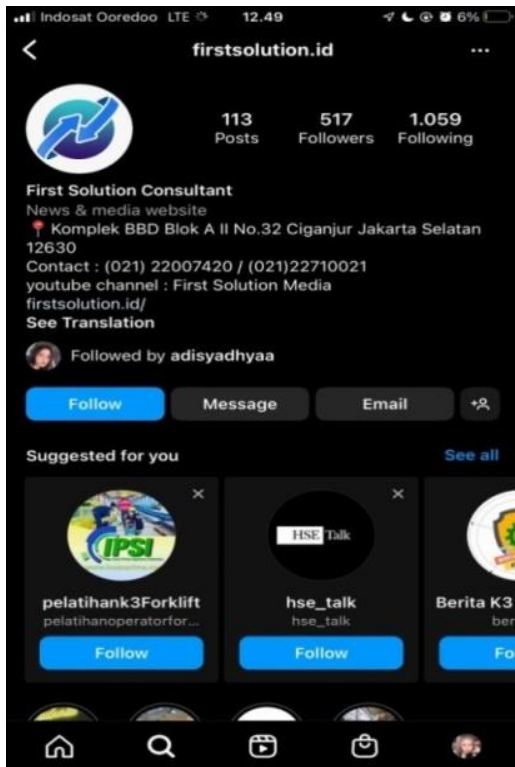 Indosat Ooredoo LTE 12.49 6%
firstsolution.id
113 517 1.059
Posts Followers Following
First Solution Consultant
News & media website
Komplek BBD Blok A II No.32 Ciganjur Jakarta Selatan
12630
Contact : (021) 22007420 / (021)22710021
youtube channel : First Solution Media
firstsolution.id/
See Translation
Followed by adisyadhyaa
Follow Message Email
Suggested for you See all
IPSI HSE Talk
pelatihank3Forklift hse_talk Berita K3
pelatihanoperatorfor... hse_talk ber
Follow Follow Fo